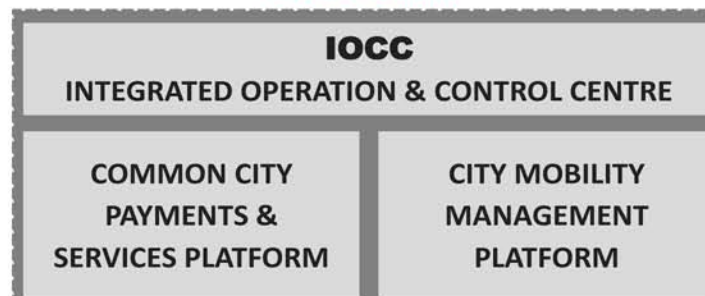 IOCC
INTEGRATED OPERATION & CONTROL CENTRE
COMMON CITY
PAYMENTS &
SERVICES PLATFORM
CITY MOBILITY
MANAGEMENT
PLATFORM